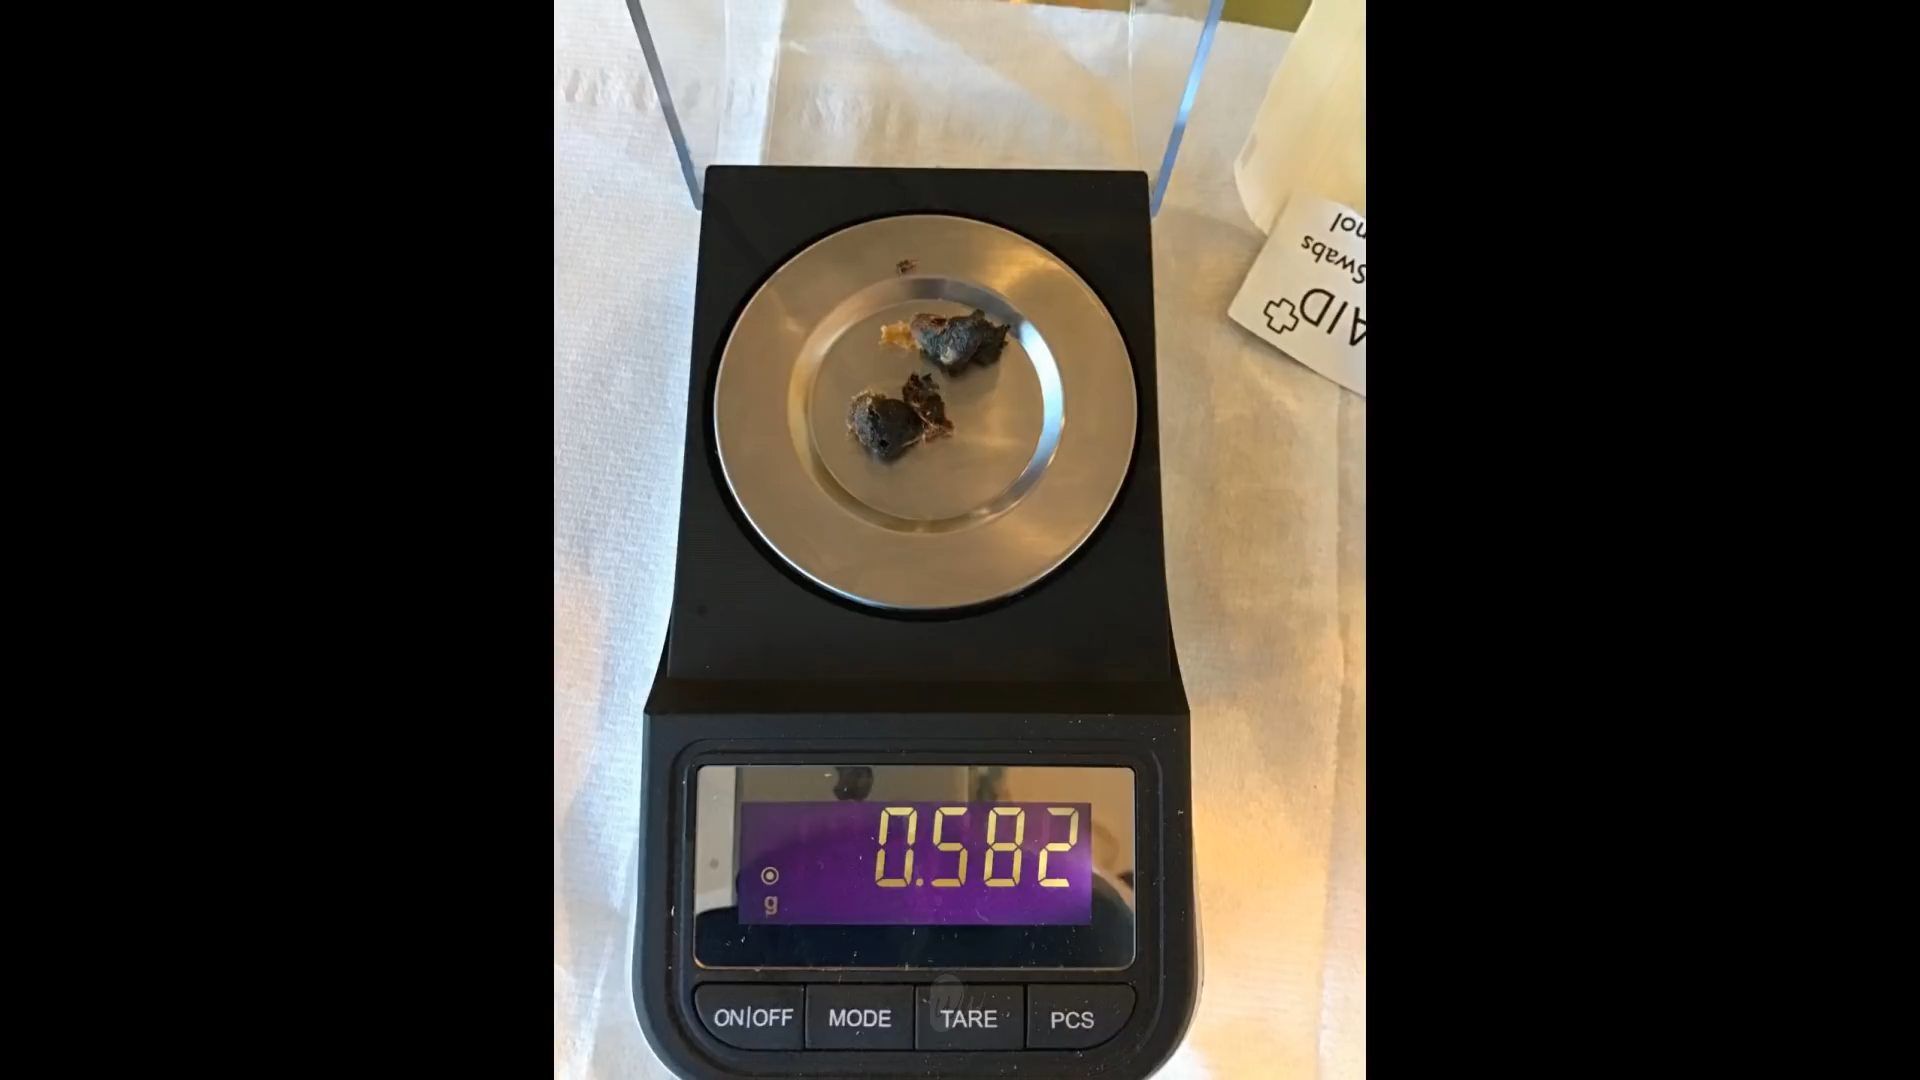 AID
Swabs
nol
0.582
g
ON|OFF MODE TARE PCS